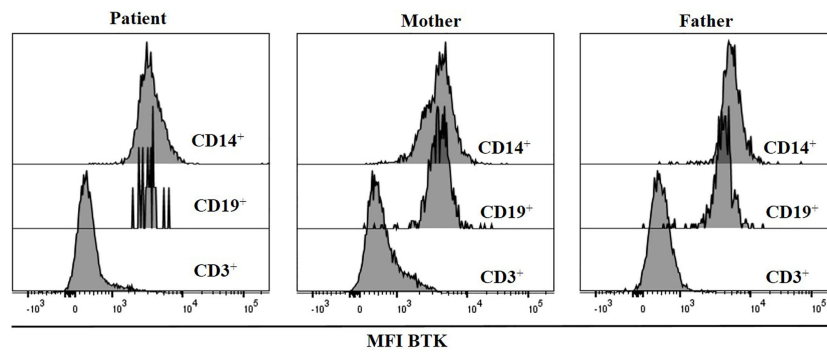 Patient Mother Father
CD14+ CD14+ CD14+
CD19+ CD19+ CD19+
CD3+ CD3+ CD3+
-10³ 0 10³ 10⁴ 10⁵ -10³ 0 10³ 10⁴ 10⁵ -10³ 0 10³ 10⁴ 10⁵
MFI BTK